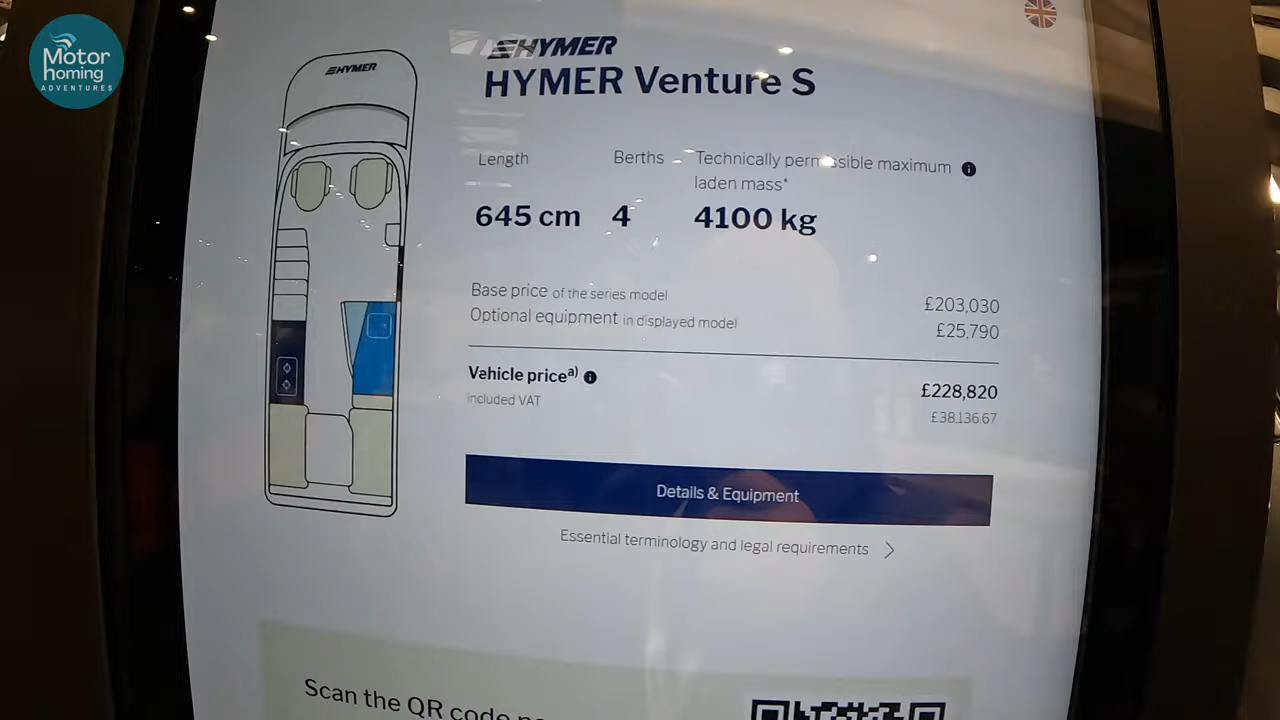 Motor
homing
ADVENTURES
HYMER
HYMER
HYMER Venture S
Length
Berths
Technically permissible maximum
laden mass*
645 cm
4
4100 kg
Base price of the series model
£203,030
Optional equipment in displayed model
£25,790
Vehicle price a)
£228,820
included VAT
£38,136.67
Details & Equipment
Essential terminology and legal requirements
Scan the QR code